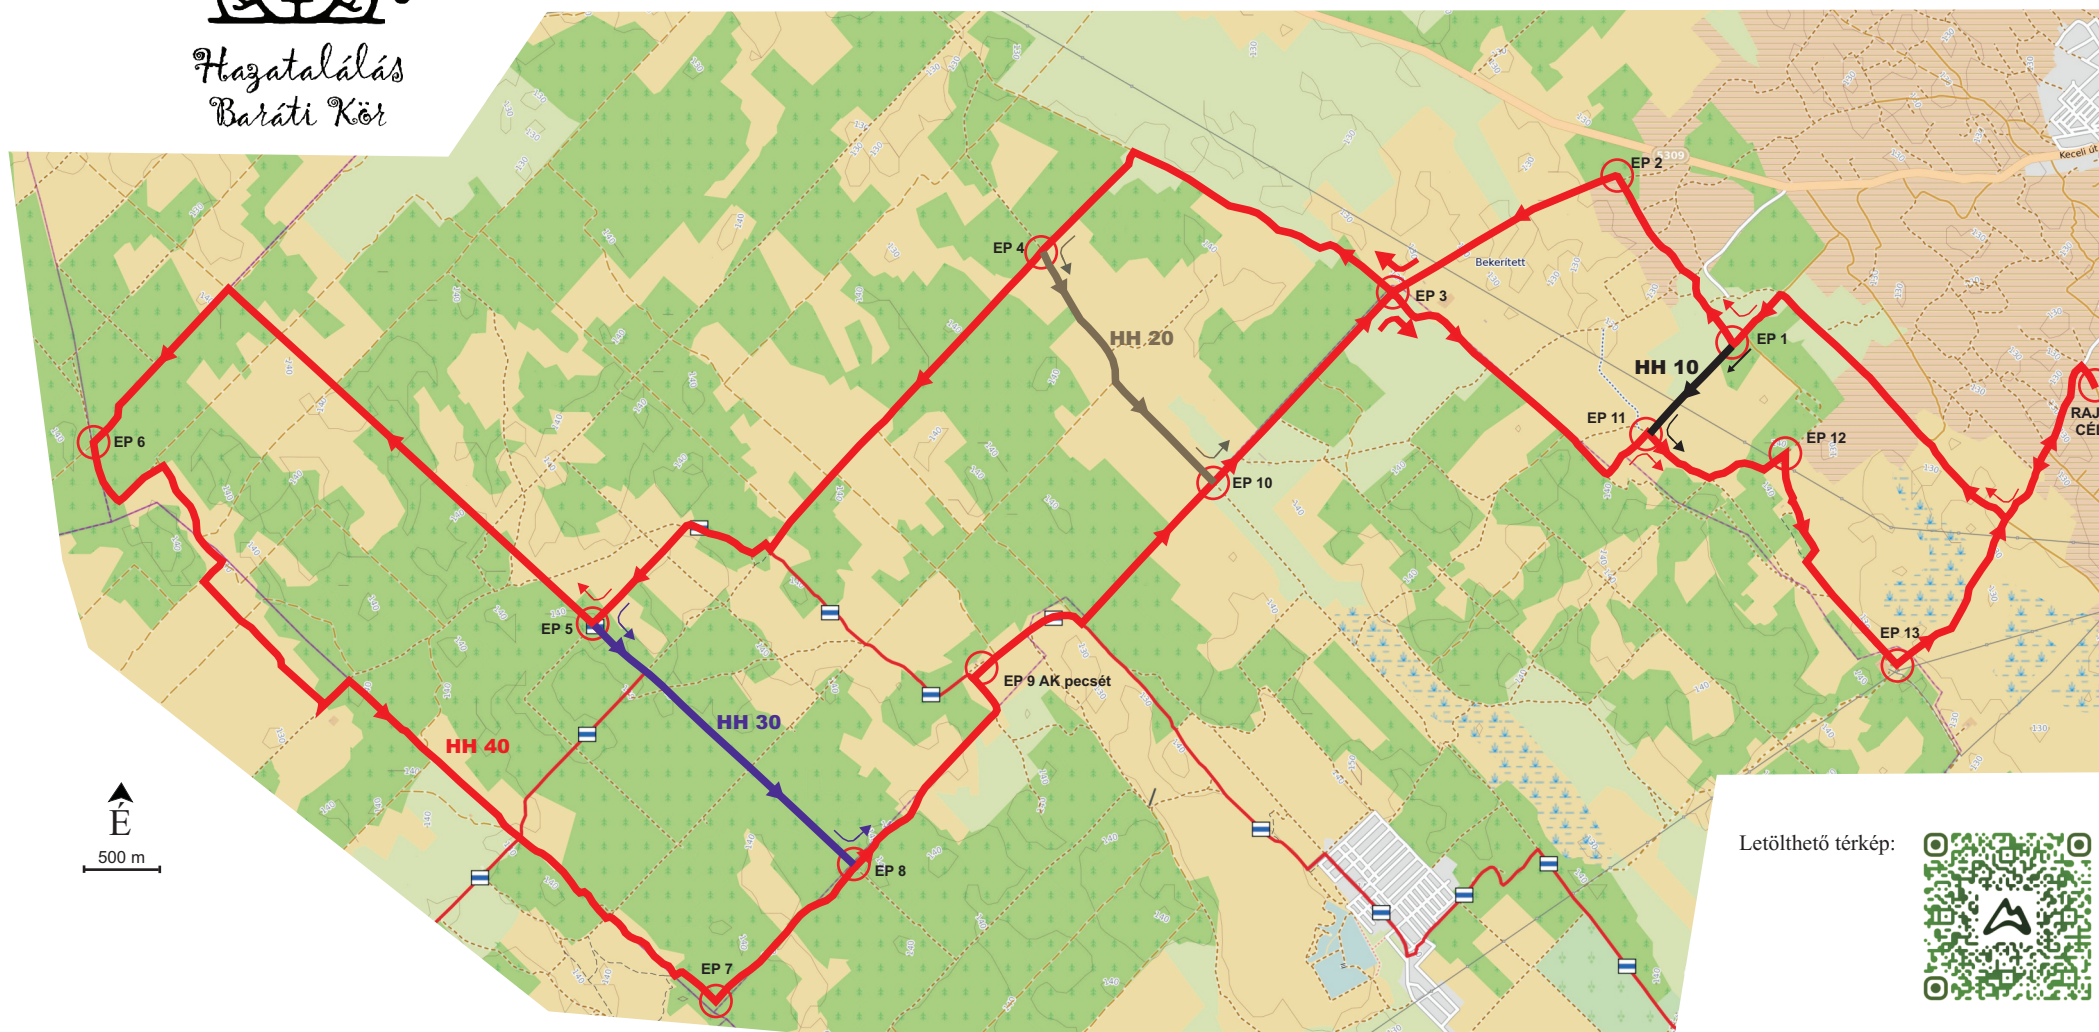 Hazatalálás
Baráti Kör
EP 2
5309
Keceli út
EP 4
Bekerített
EP 3
HH 20
EP 1
HH 10
RAJ
CÉL
EP 11
EP 12
EP 6
EP 10
EP 5
EP 13
EP 9 AK pecsét
HH 30
HH 40
É
500 m
EP 8
EP 7
Letölthető térkép: